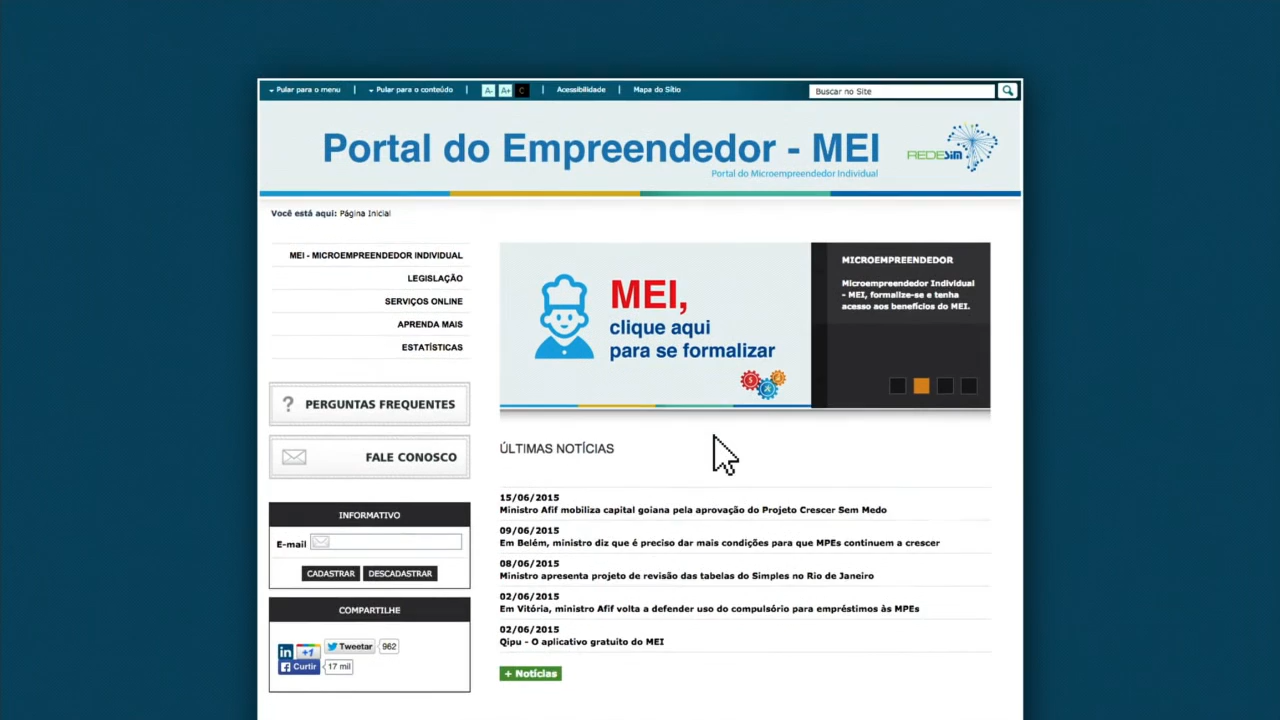 Pular para o menu | Pular para o conteúdo | A- A+ C | Acessibilidade | Mapa do Sítio
Buscar no Site
Portal do Empreendedor - MEI
Portal do Microempreendedor Individual
REDESIM
Você está aqui: Página Inicial
MEI - MICROEMPREENDEDOR INDIVIDUAL
LEGISLAÇÃO
SERVIÇOS ONLINE
APRENDA MAIS
ESTATÍSTICAS
? PERGUNTAS FREQUENTES
FALE CONOSCO
INFORMATIVO
E-mail
CADASTRAR DESCADASTRAR
COMPARTILHE
in +1 Tweetar 962
Curtir 17 mil
MEI,
clique aqui
para se formalizar
MICROEMPREENDEDOR
Microempreendedor Individual
- MEI, formalize-se e tenha
acesso aos benefícios do MEI.
ÚLTIMAS NOTÍCIAS
15/06/2015
Ministro Afif mobiliza capital goiana pela aprovação do Projeto Crescer Sem Medo
09/06/2015
Em Belém, ministro diz que é preciso dar mais condições para que MPEs continuem a crescer
08/06/2015
Ministro apresenta projeto de revisão das tabelas do Simples no Rio de Janeiro
02/06/2015
Em Vitória, ministro Afif volta a defender uso do compulsório para empréstimos às MPEs
02/06/2015
Qipu - O aplicativo gratuito do MEI
+ Notícias